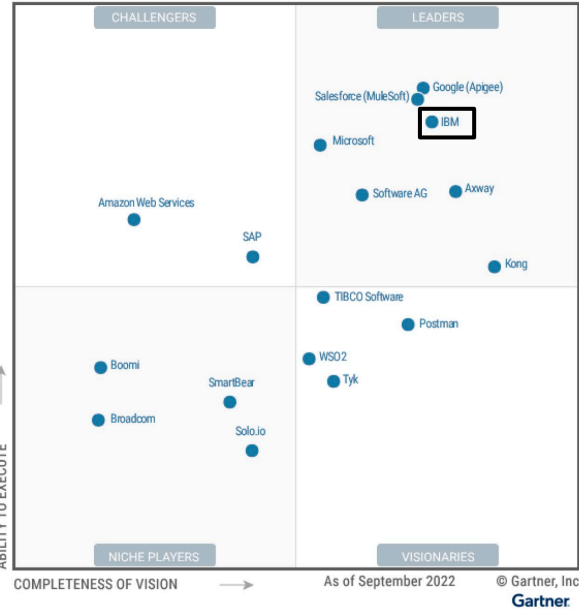 CHALLENGERS
LEADERS
Google (Apigee)
Salesforce (MuleSoft)
IBM
Microsoft
Software AG
Axway
Amazon Web Services
SAP
Kong
TIBCO Software
Postman
WSO2
Tyk
Boomi
SmartBear
Broadcom
Solo.io
ABILITY TO EXECUTE
NICHE PLAYERS
VISIONARIES
COMPLETENESS OF VISION
As of September 2022
© Gartner, Inc
Gartner